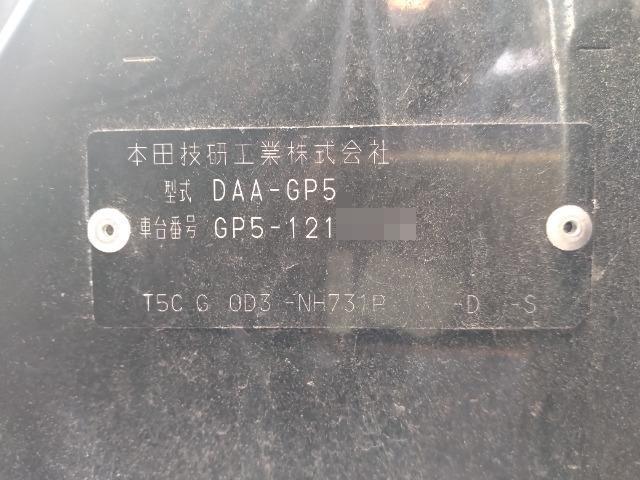 本田技研工業株式会社
型式 DAA-GP5
車台番号 GP5-121
T5C G 0D3 -NH731P -D -S